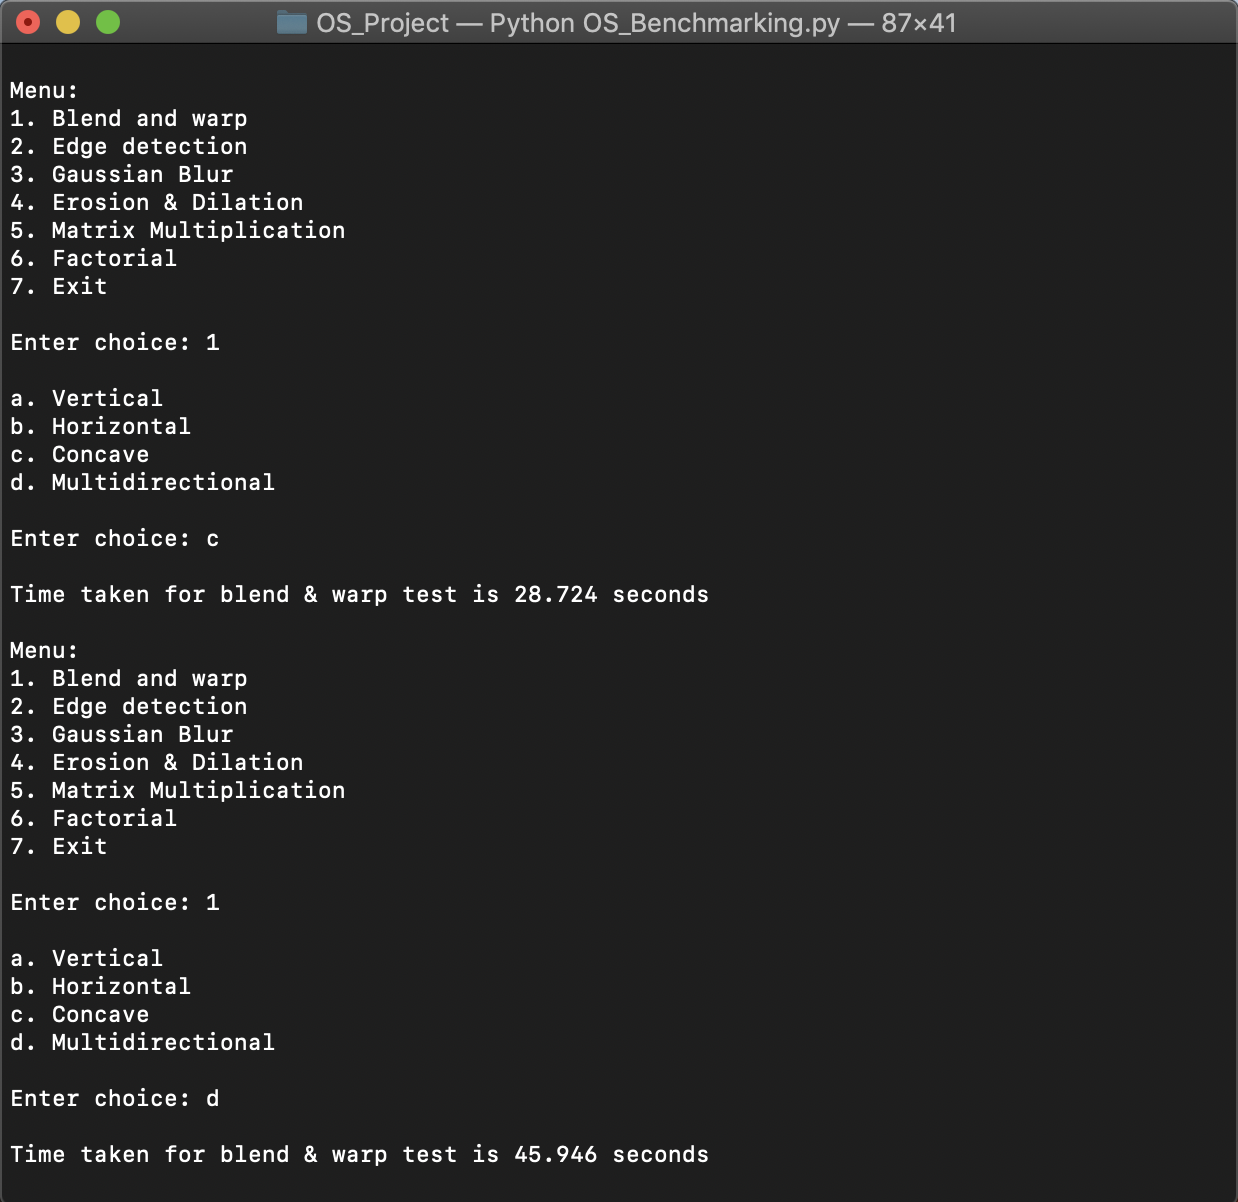 OS_Project — Python OS_Benchmarking.py — 87×41
Menu:
1. Blend and warp
2. Edge detection
3. Gaussian Blur
4. Erosion & Dilation
5. Matrix Multiplication
6. Factorial
7. Exit
Enter choice: 1
a. Vertical
b. Horizontal
c. Concave
d. Multidirectional
Enter choice: c
Time taken for blend & warp test is 28.724 seconds
Menu:
1. Blend and warp
2. Edge detection
3. Gaussian Blur
4. Erosion & Dilation
5. Matrix Multiplication
6. Factorial
7. Exit
Enter choice: 1
a. Vertical
b. Horizontal
c. Concave
d. Multidirectional
Enter choice: d
Time taken for blend & warp test is 45.946 seconds